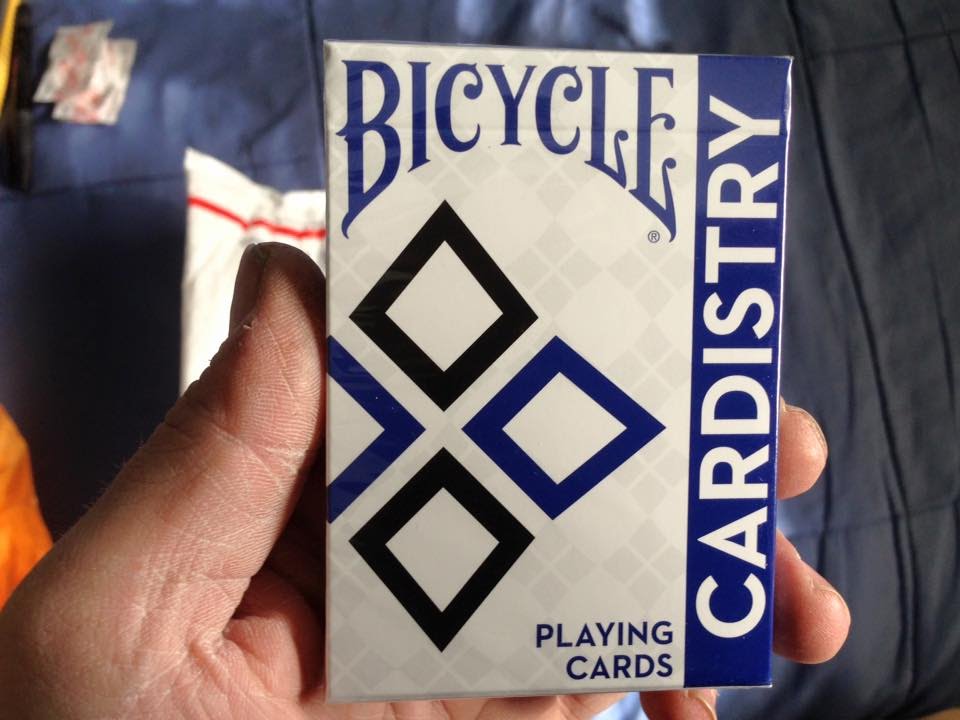 BICYCLE
®
CARDISTRY
PLAYING
CARDS